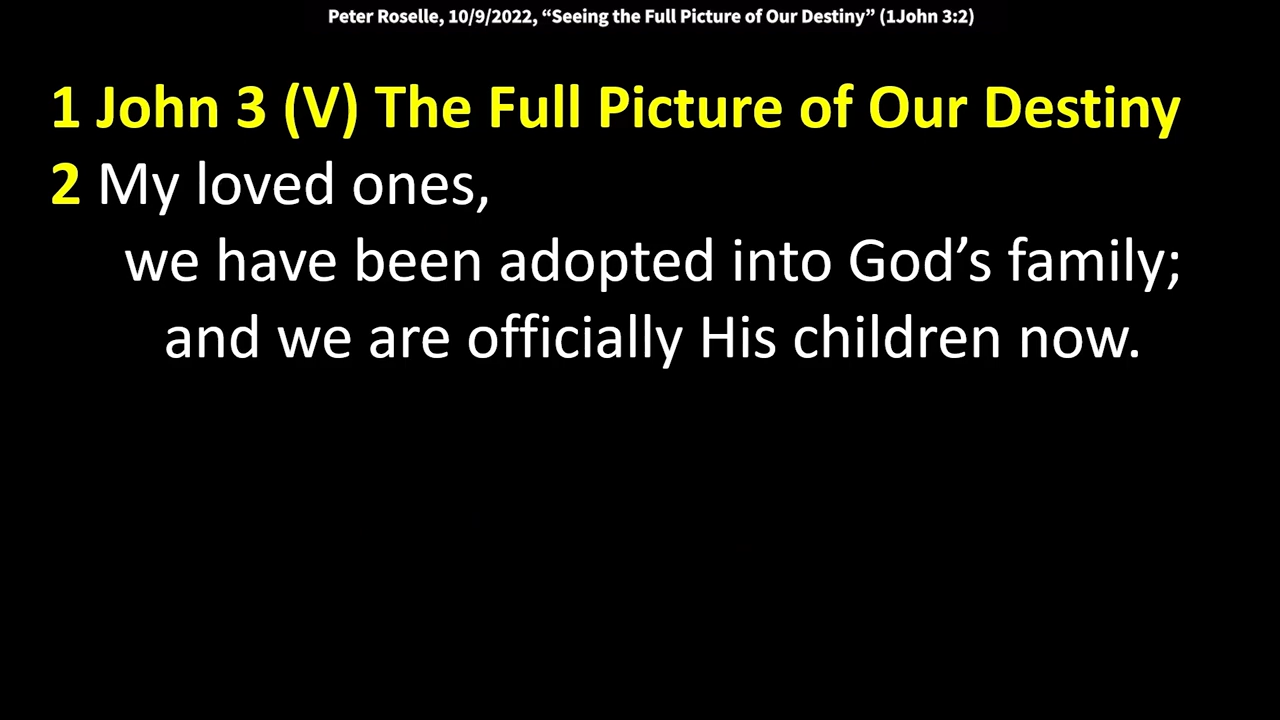 Peter Roselle, 10/9/2022, “Seeing the Full Picture of Our Destiny” (1John 3:2)
1 John 3 (V) The Full Picture of Our Destiny
2 My loved ones,
we have been adopted into God’s family;
and we are officially His children now.